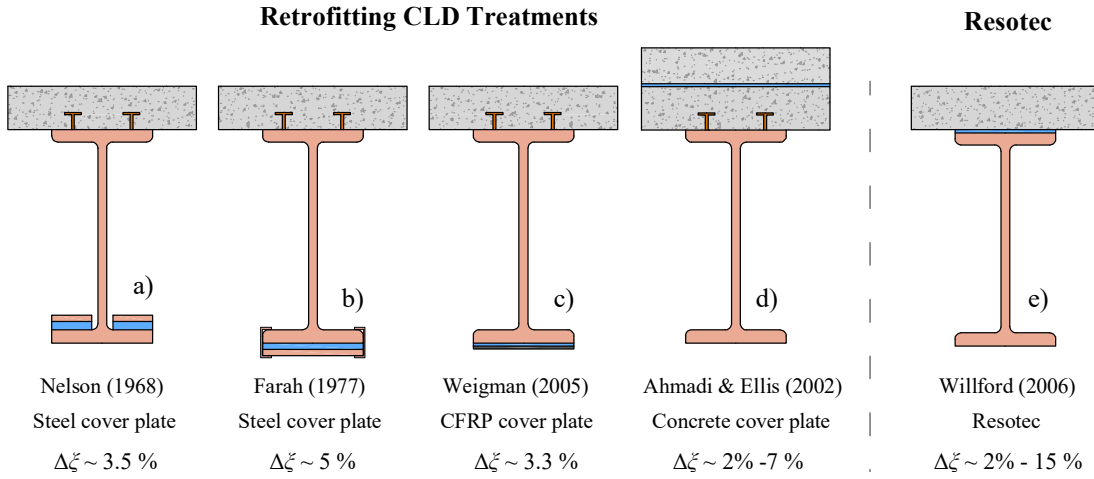 Retrofitting CLD Treatments
Resotec
a)
b)
c)
d)
e)
Nelson (1968)
Steel cover plate
Δξ ~ 3.5 %
Farah (1977)
Steel cover plate
Δξ ~ 5 %
Weigman (2005)
CFRP cover plate
Δξ ~ 3.3 %
Ahmadi & Ellis (2002)
Concrete cover plate
Δξ ~ 2% -7 %
Willford (2006)
Resotec
Δξ ~ 2% - 15 %